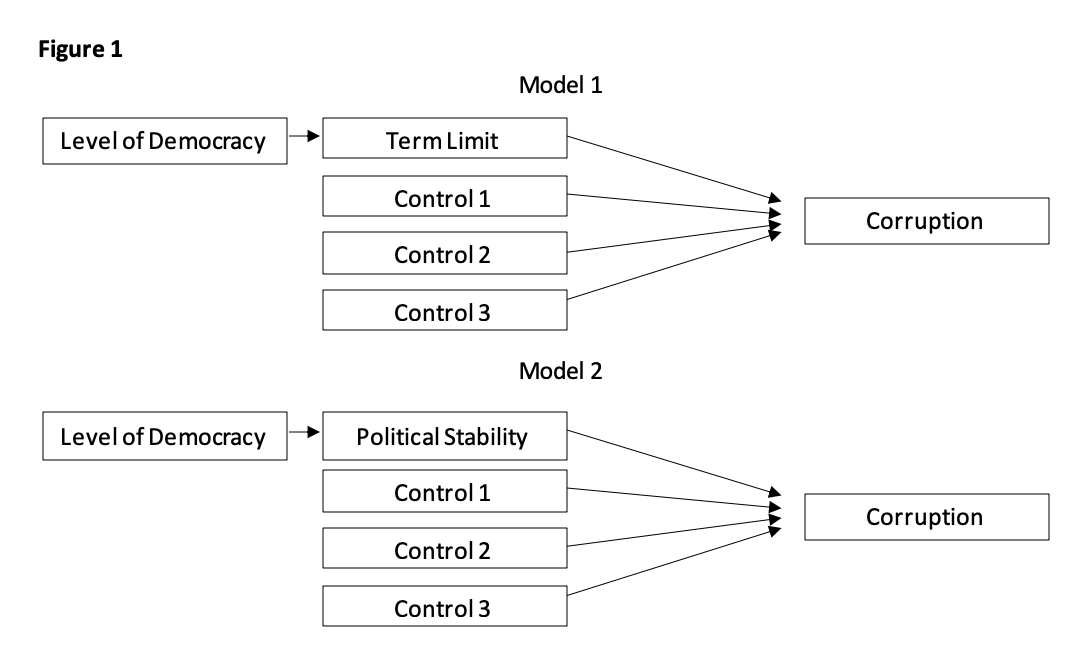 Figure 1
Model 1
Level of Democracy
Term Limit
Control 1
Control 2
Control 3
Corruption
Model 2
Level of Democracy
Political Stability
Control 1
Control 2
Control 3
Corruption